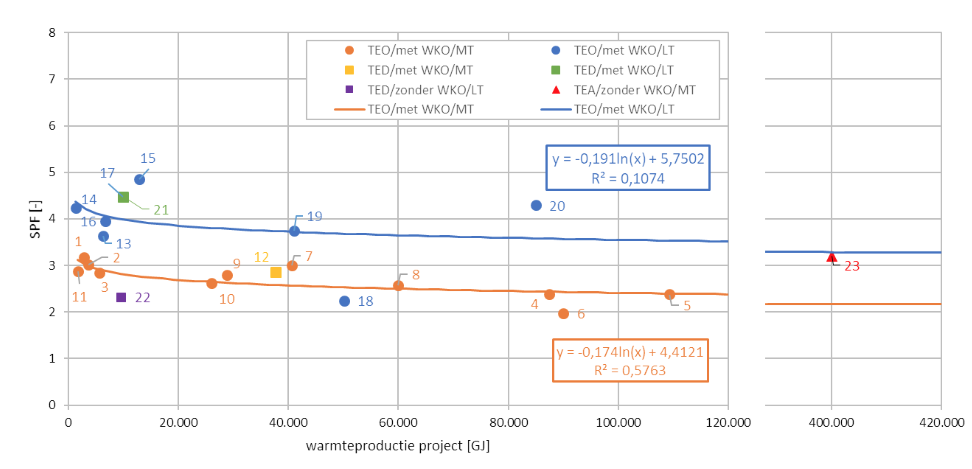 8
7
6
5
4
3
2
1
0
SPF [-]
TEO/met WKO/MT
TEO/met WKO/LT
TED/met WKO/MT
TED/met WKO/LT
TED/zonder WKO/LT
TEA/zonder WKO/MT
TEO/met WKO/MT
TEO/met WKO/LT
y = -0,191ln(x) + 5,7502
R² = 0,1074
15
17
14
21
20
16
19
13
1
2
12
7
9
8
23
11
3
10
22
18
4
6
5
y = -0,174ln(x) + 4,4121
R² = 0,5763
0
20.000
40.000
60.000
80.000
100.000
120.000
400.000
420.000
warmteproductie project [GJ]